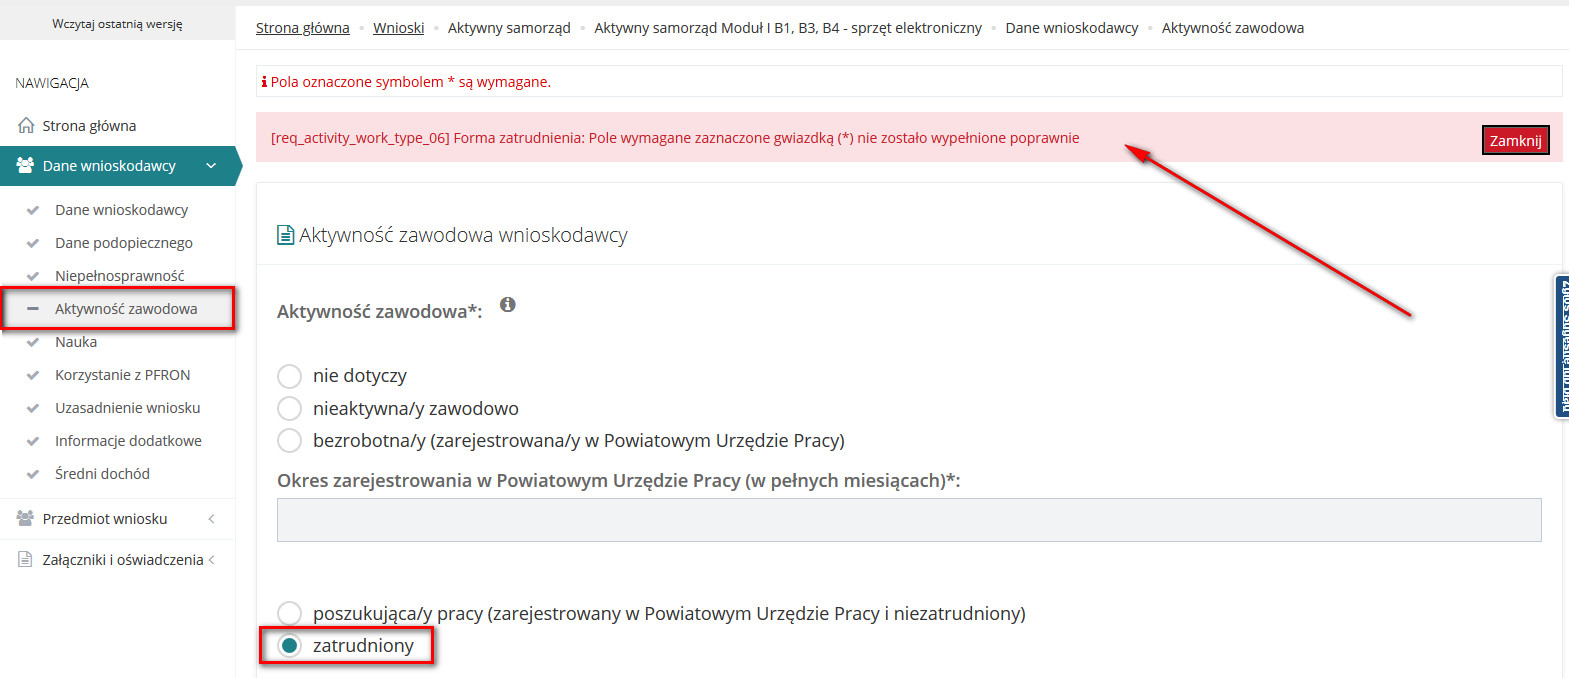 Wczytaj ostatnią wersję
Strona główna • Wnioski • Aktywny samorząd • Aktywny samorząd Moduł I B1, B3, B4 - sprzęt elektroniczny • Dane wnioskodawcy • Aktywność zawodowa
NAWIGACJA
Strona główna
Dane wnioskodawcy
Dane wnioskodawcy
Dane podopiecznego
Niepełnosprawność
Aktywność zawodowa
Nauka
Korzystanie z PFRON
Uzasadnienie wniosku
Informacje dodatkowe
Średni dochód
Przedmiot wniosku
Załączniki i oświadczenia
Pola oznaczone symbolem * są wymagane.
[req_activity_work_type_06] Forma zatrudnienia: Pole wymagane zaznaczone gwiazdką (*) nie zostało wypełnione poprawnie
Zamknij
Aktywność zawodowa wnioskodawcy
Aktywność zawodowa*:
nie dotyczy
nieaktywna/y zawodowo
bezrobotna/y (zarejestrowana/y w Powiatowym Urzędzie Pracy)
Okres zarejestrowania w Powiatowym Urzędzie Pracy (w pełnych miesiącach)*:
poszukująca/y pracy (zarejestrowany w Powiatowym Urzędzie Pracy i niezatrudniony)
zatrudniony